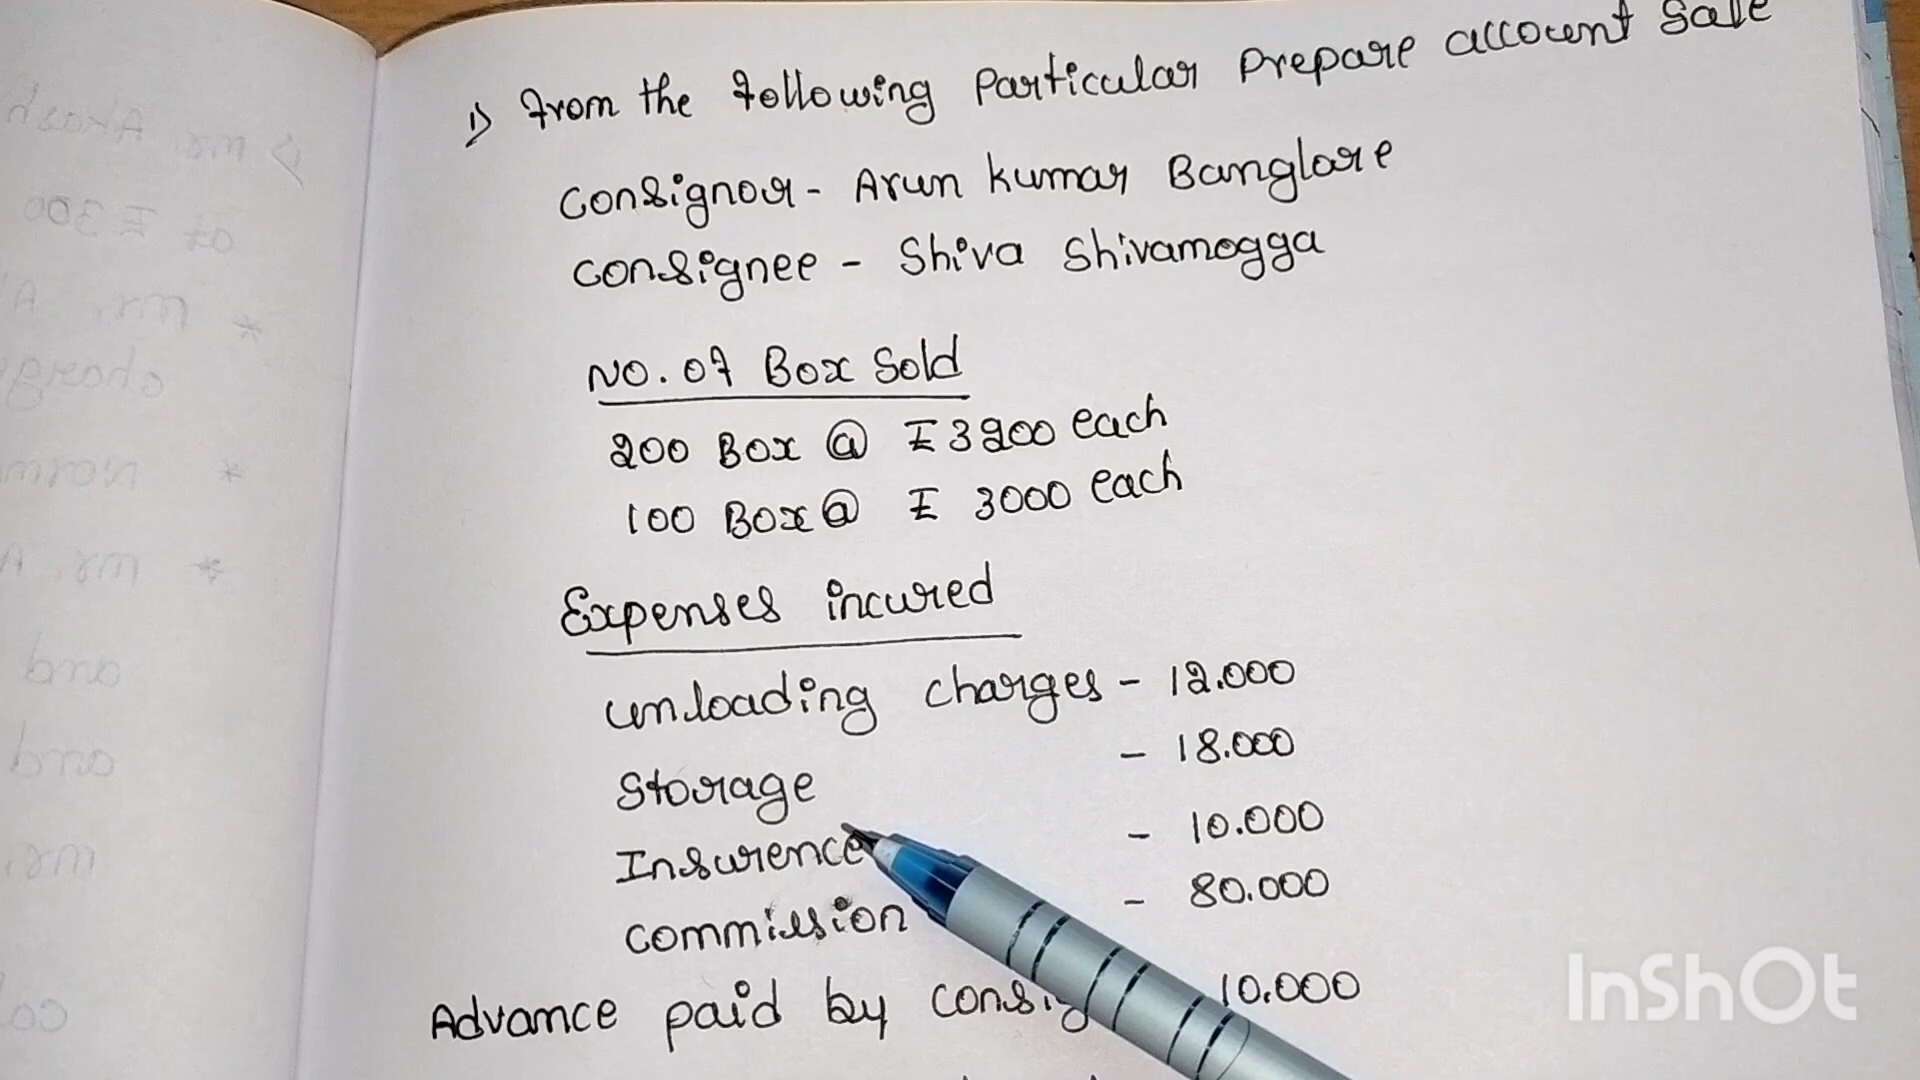 1) From the following Particular Prepare account Sale
Consignor - Arun kumar Banglore
Consignee - Shiva Shivamogga
NO. of Box Sold
200 Box @ ₹ 3200 each
100 Box @ ₹ 3000 each
Expenses incured
unloading charges - 12.000
Storage - 18.000
Insurence - 10.000
Commission - 80.000
Advance paid by 10.000
InShOt